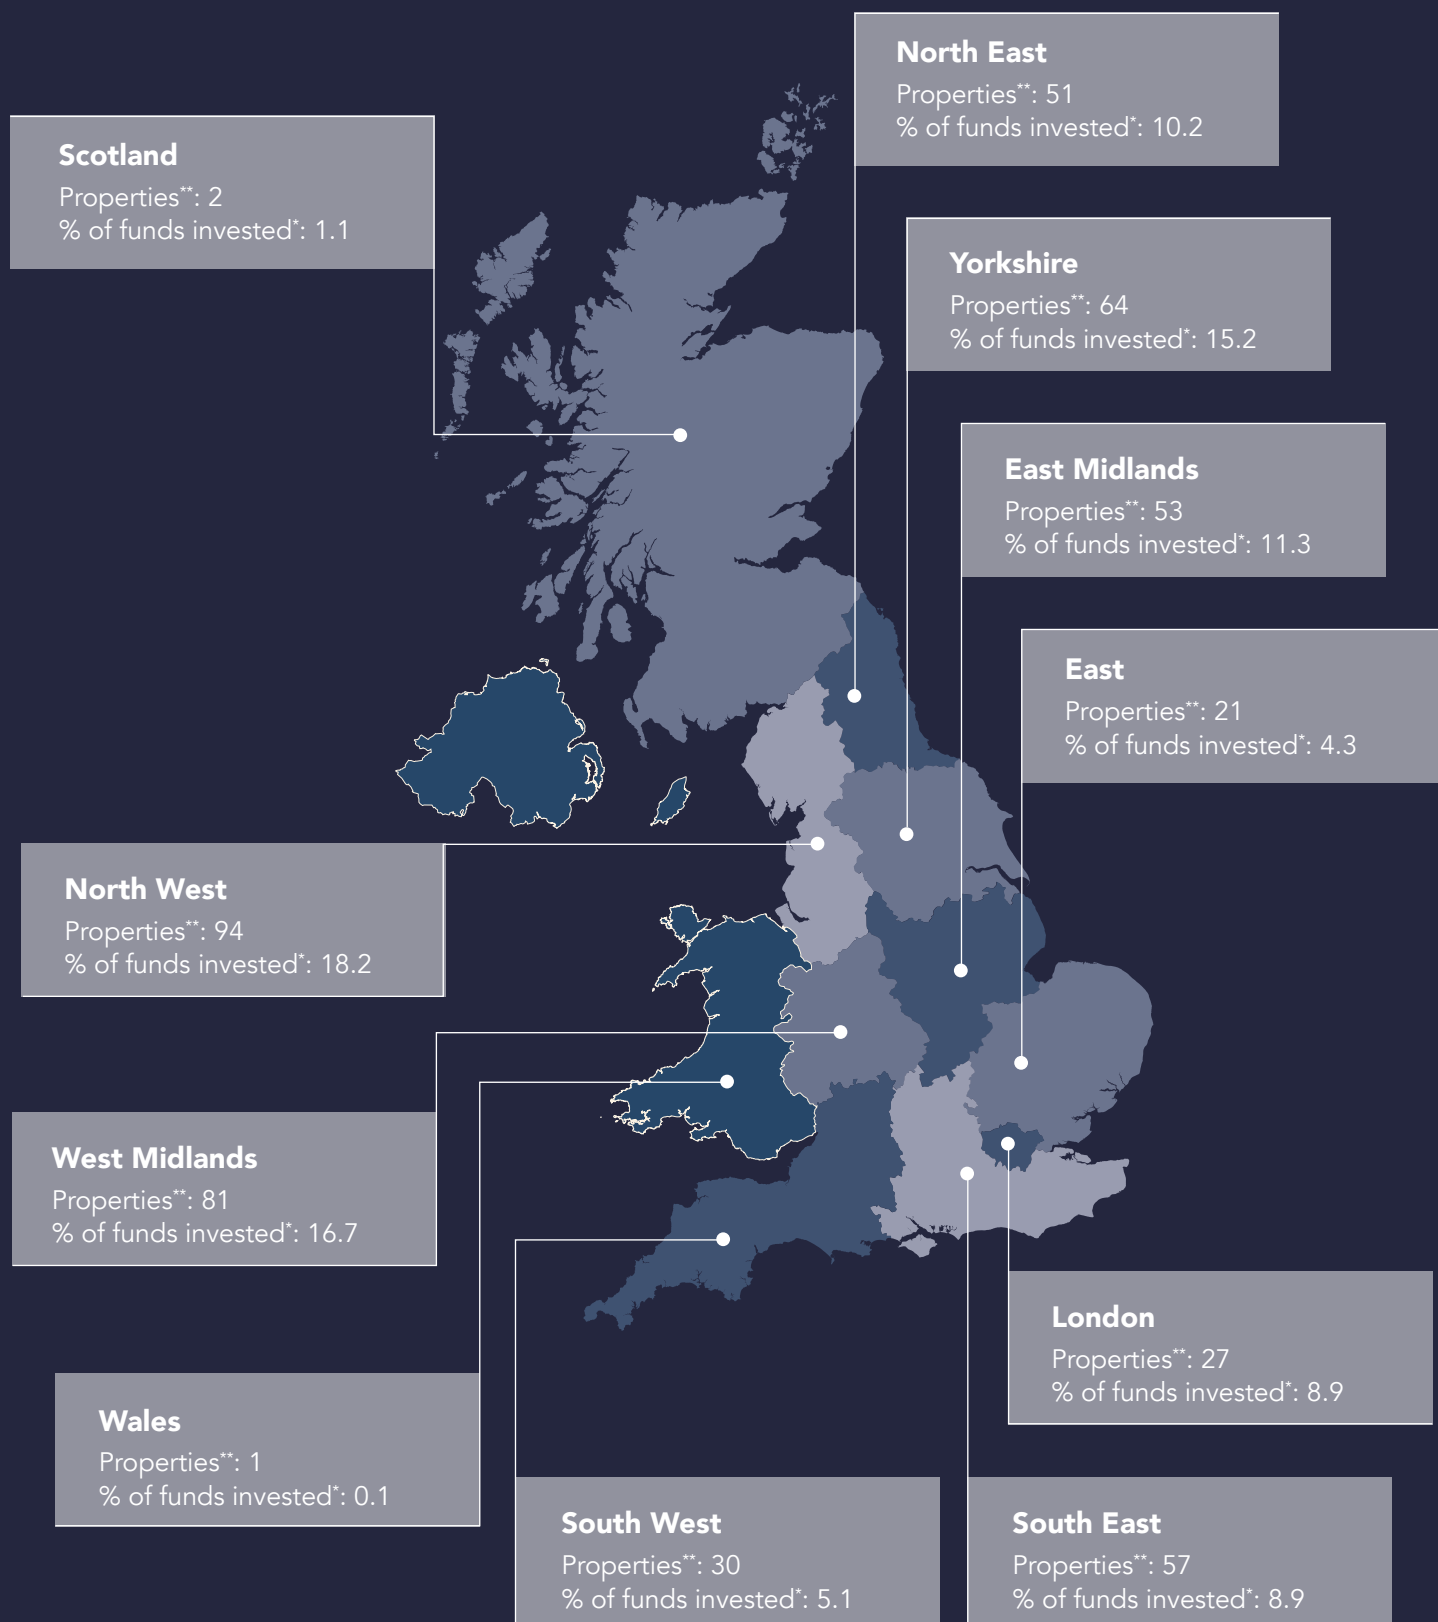 North East
Properties**: 51
% of funds invested*: 10.2
Scotland
Properties**: 2
% of funds invested*: 1.1
Yorkshire
Properties**: 64
% of funds invested*: 15.2
East Midlands
Properties**: 53
% of funds invested*: 11.3
East
Properties**: 21
% of funds invested*: 4.3
North West
Properties**: 94
% of funds invested*: 18.2
West Midlands
Properties**: 81
% of funds invested*: 16.7
London
Properties**: 27
% of funds invested*: 8.9
Wales
Properties**: 1
% of funds invested*: 0.1
South West
Properties**: 30
% of funds invested*: 5.1
South East
Properties**: 57
% of funds invested*: 8.9